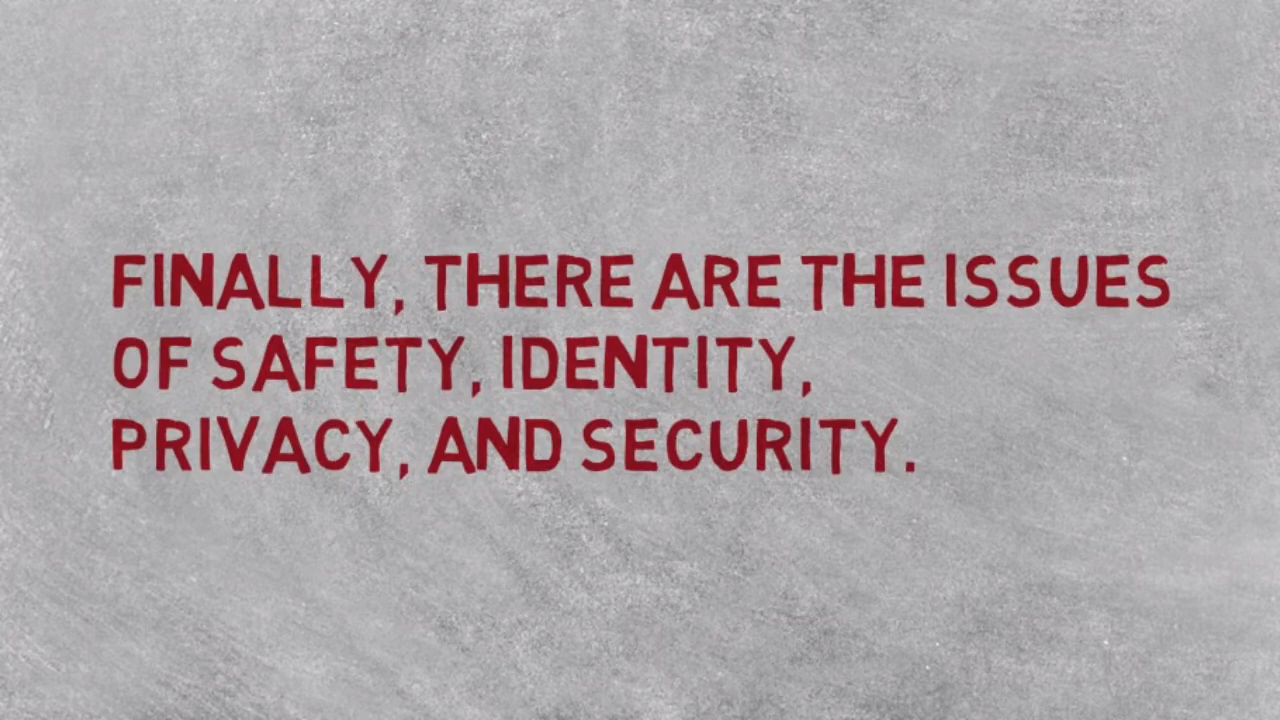 FINALLY, THERE ARE THE ISSUES
OF SAFETY, IDENTITY,
PRIVACY, AND SECURITY.